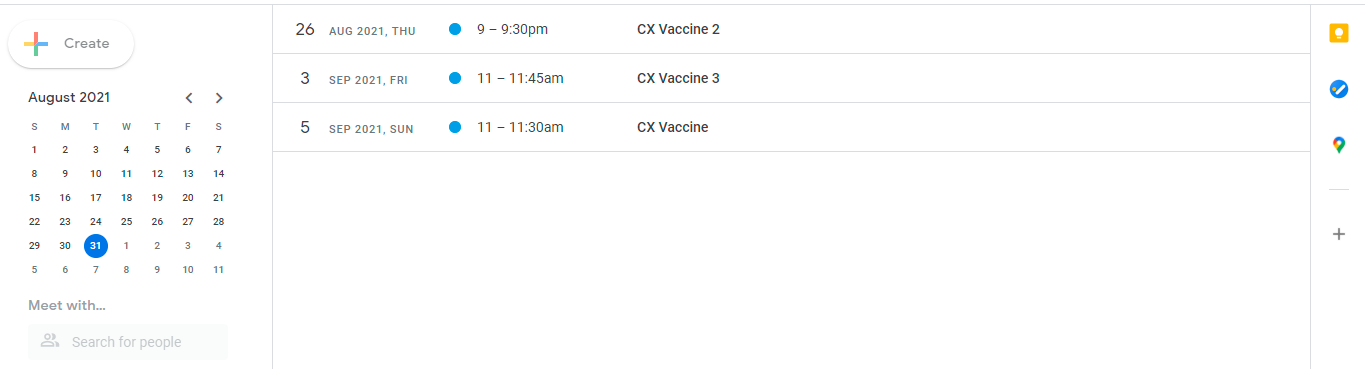 Create
August 2021
S M T W T F S
1 2 3 4 5 6 7
8 9 10 11 12 13 14
15 16 17 18 19 20 21
22 23 24 25 26 27 28
29 30 31 1 2 3 4
5 6 7 8 9 10 11
Meet with...
Search for people
26 AUG 2021, THU 9 – 9:30pm CX Vaccine 2
3 SEP 2021, FRI 11 – 11:45am CX Vaccine 3
5 SEP 2021, SUN 11 – 11:30am CX Vaccine